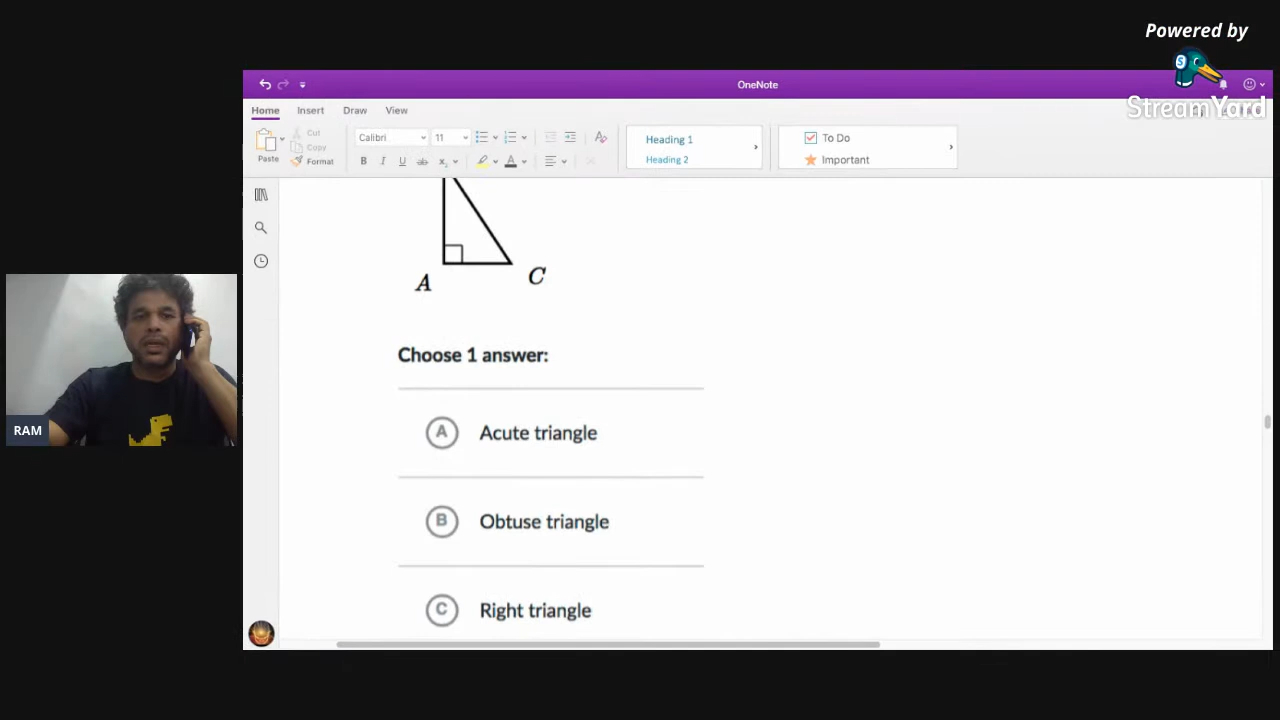 Powered by
StreamYard
OneNote
Home Insert Draw View
Paste
Cut
Copy
Format
Calibri 11
B I U ab x
Heading 1
Heading 2
To Do
Important
A C
Choose 1 answer:
A Acute triangle
B Obtuse triangle
C Right triangle
RAM